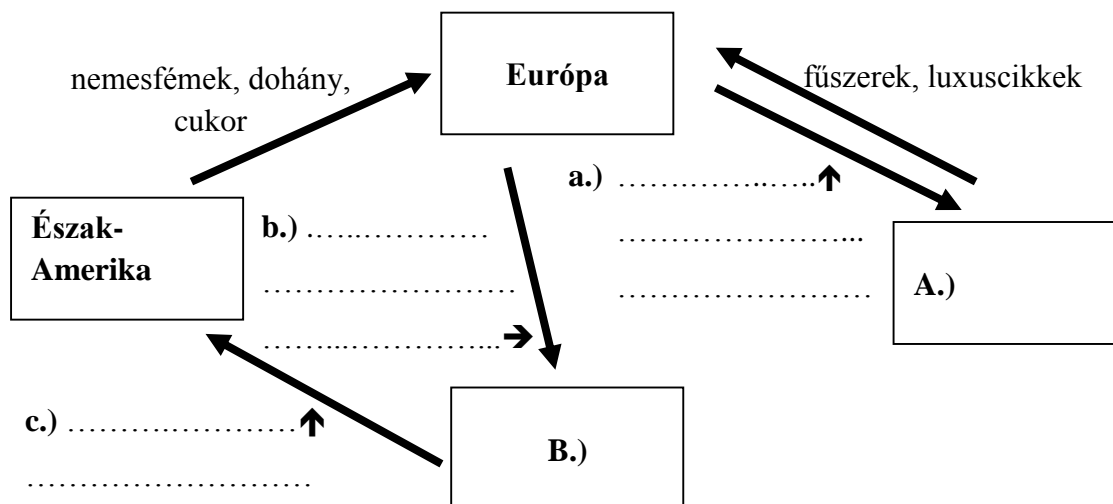 Európa
nemesfémek, dohány,
cukor
fűszerek, luxuscikkek
a.) ………………..…..↑
……………………...
………………………
Észak-
Amerika
b.) …...…………
………………………
……..…………...→
A.)
c.) ………..…………↑
……………………….
B.)